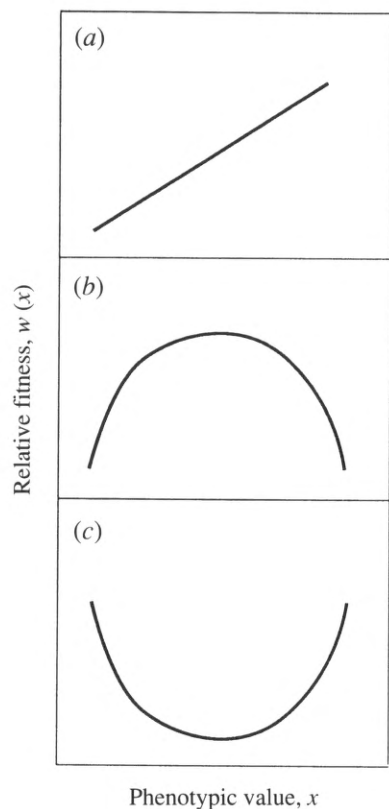 (a)
(b)
(c)
Relative fitness, w (x)
Phenotypic value, x